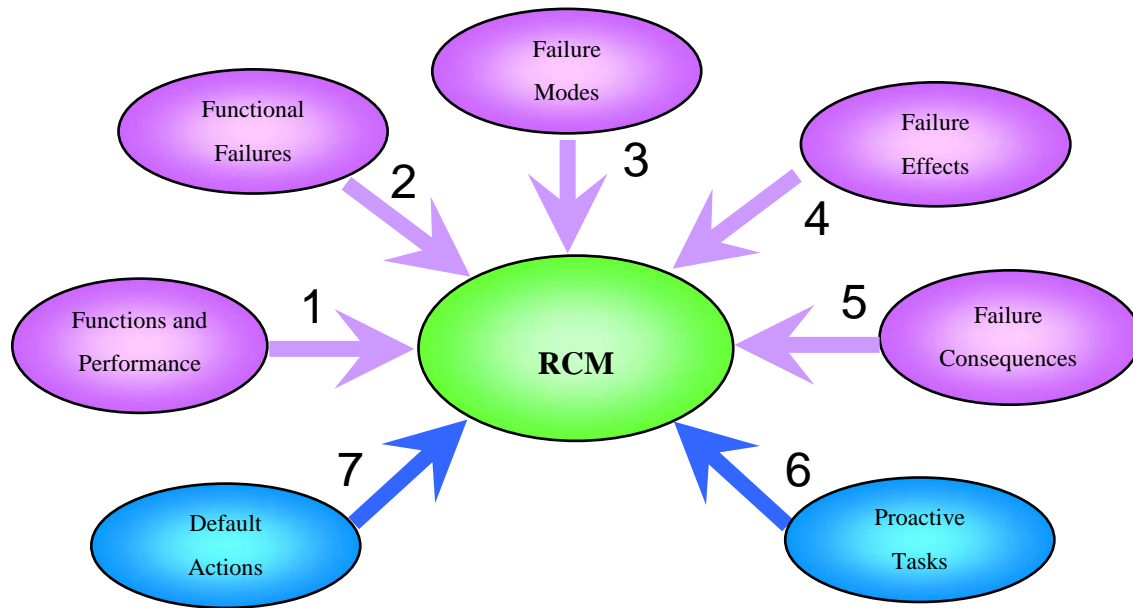 Failure
Modes
3
Functional
Failures
2
Failure
Effects
4
Functions and
Performance
1
RCM
5
Failure
Consequences
7
Default
Actions
6
Proactive
Tasks